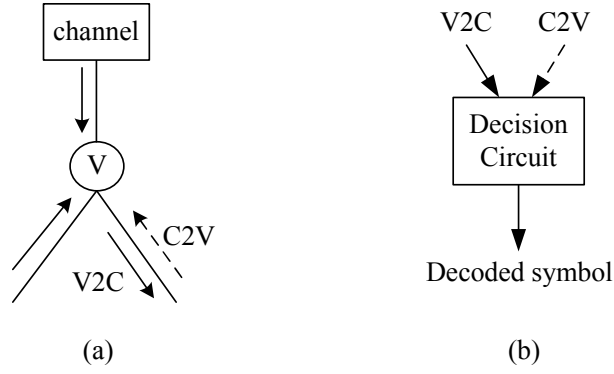 channel
V
C2V
V2C
(a)
V2C C2V
Decision
Circuit
Decoded symbol
(b)